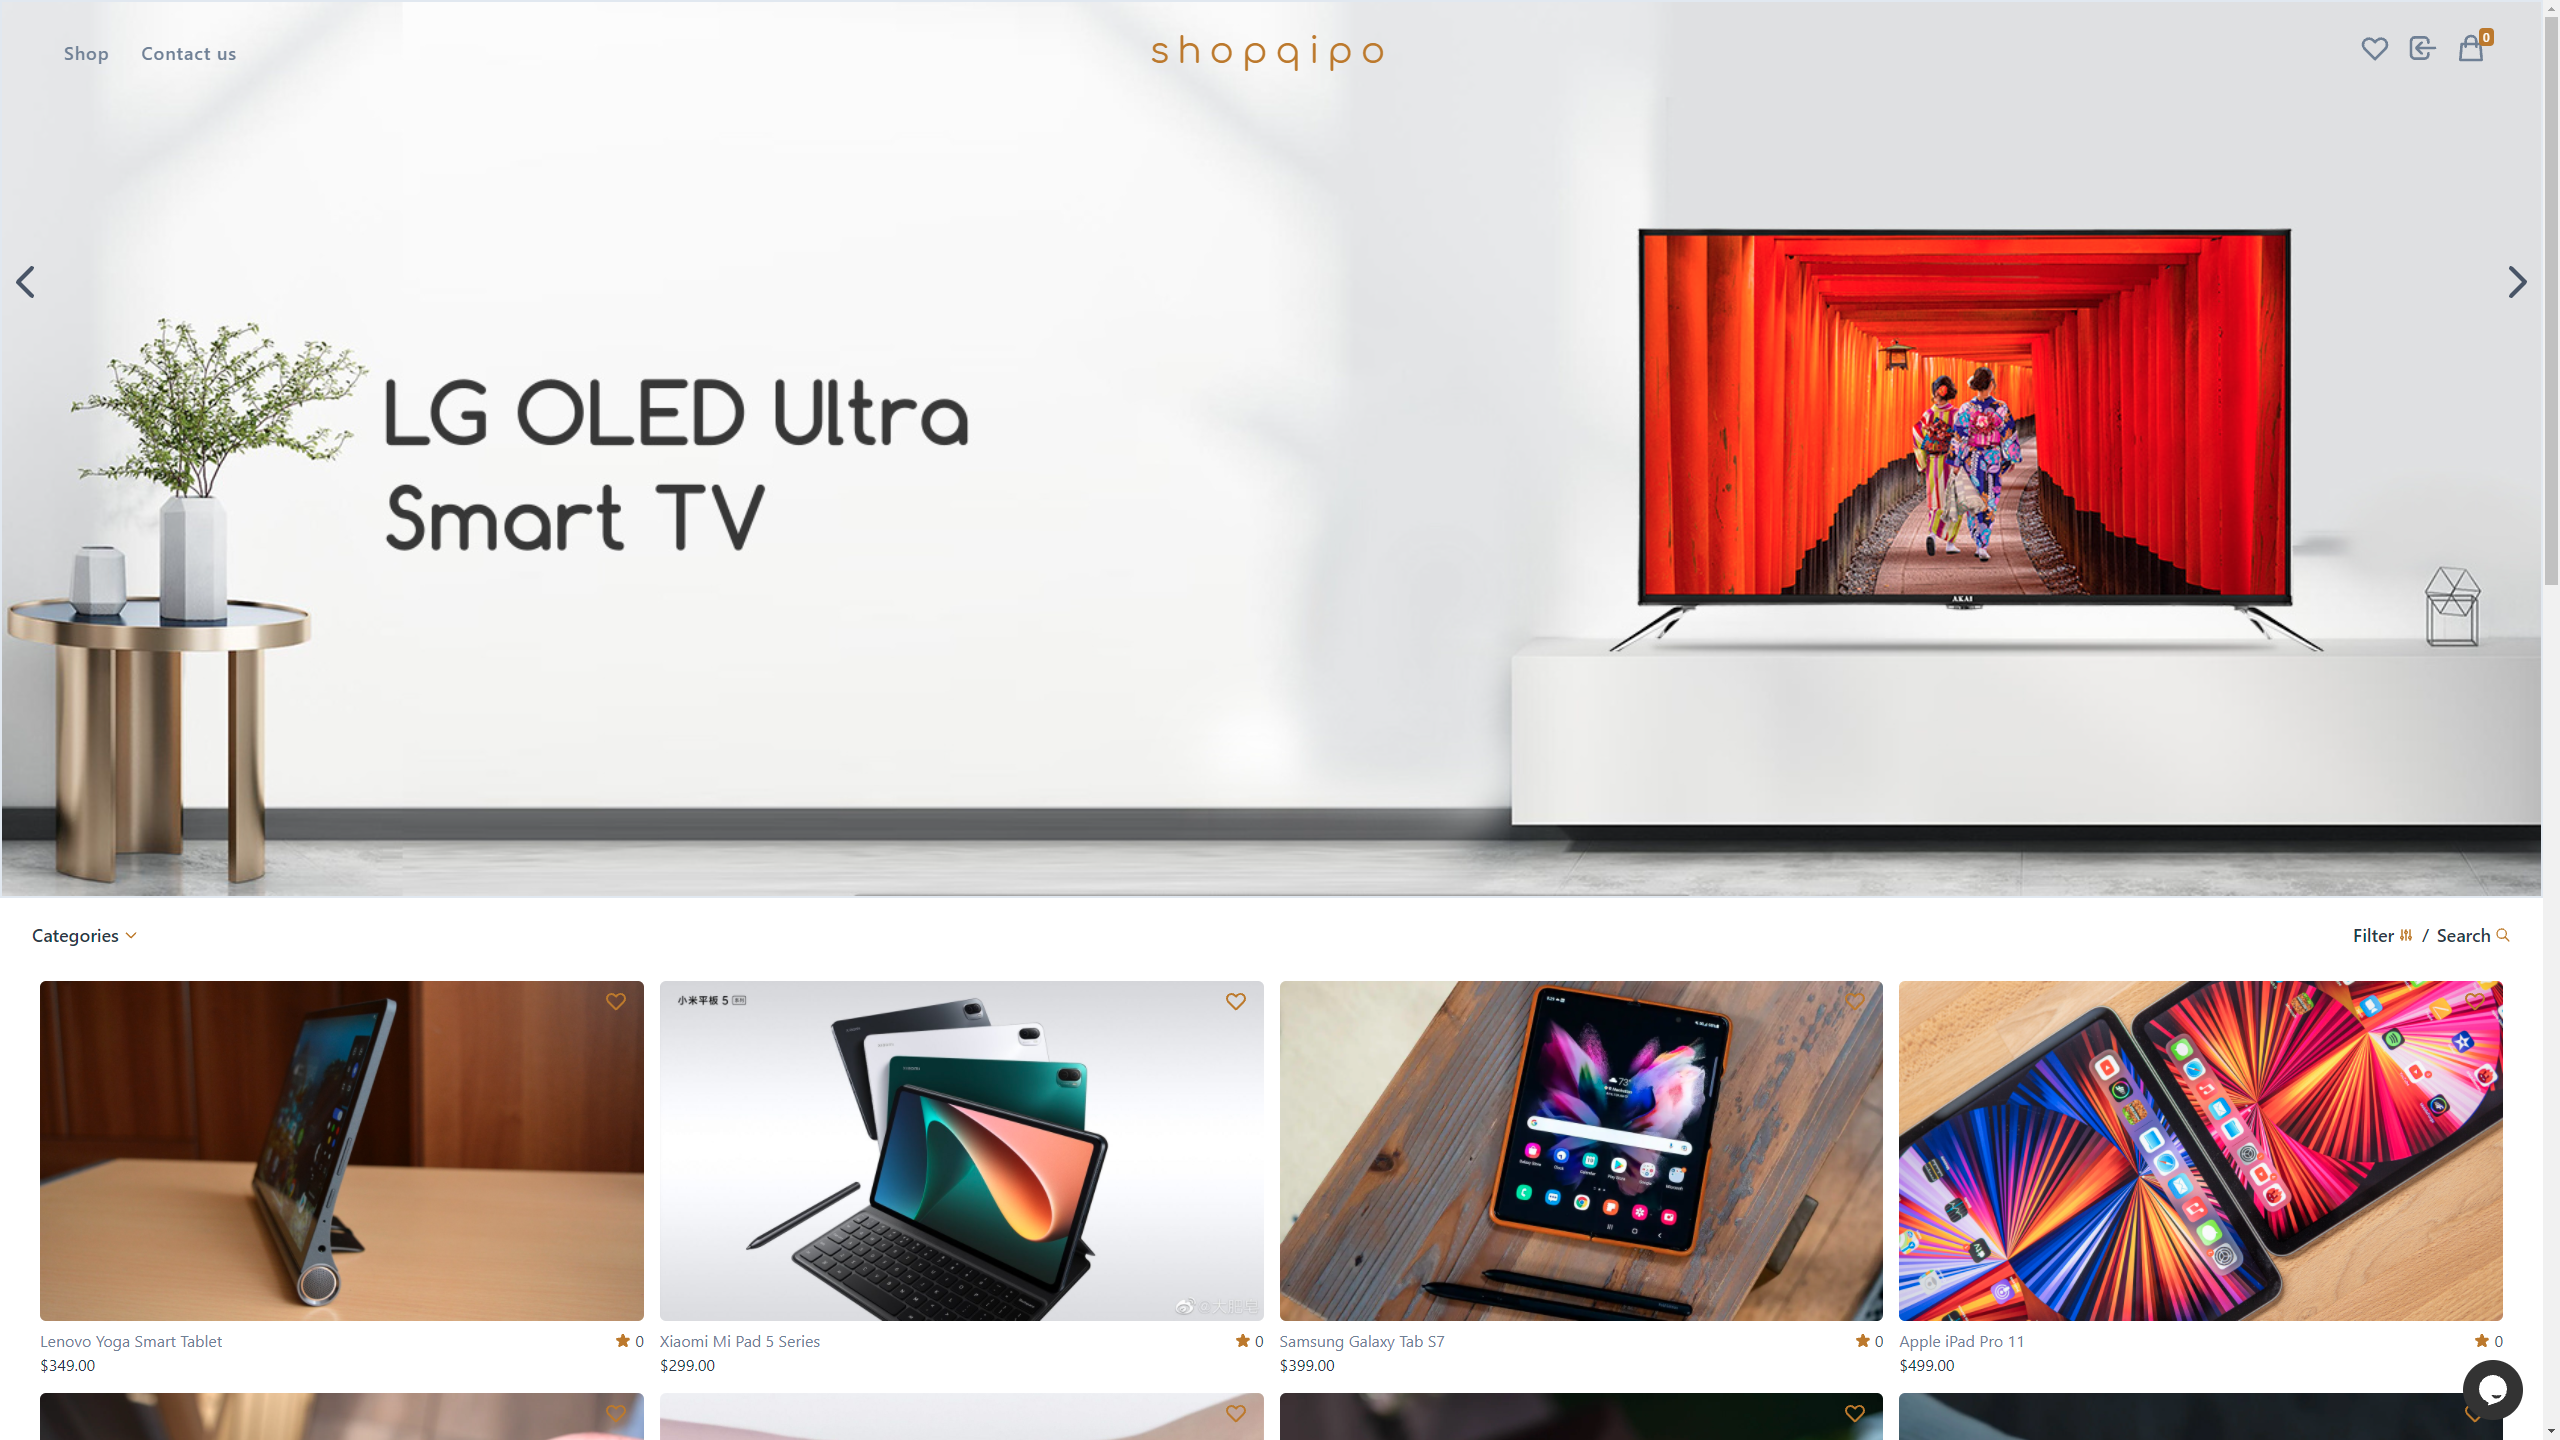 Shop
Contact us
shopqipo
0
LG OLED Ultra
Smart TV
AKAI
Categories
Filter / Search
小米平板 5
Lenovo Yoga Smart Tablet
0
$349.00
Xiaomi Mi Pad 5 Series
0
$299.00
Samsung Galaxy Tab S7
0
$399.00
Apple iPad Pro 11
0
$499.00